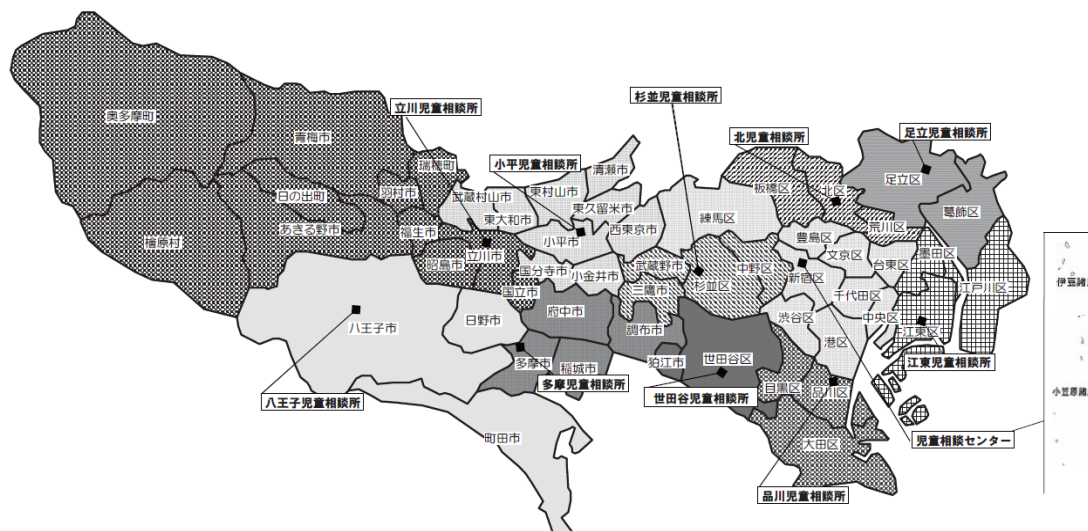 立川児童相談所
杉並児童相談所
北児童相談所
足立児童相談所
小平児童相談所
奥多摩町
青梅市
瑞穂町
清瀬市
板橋区
北区
足立区
日の出町
羽村市
武蔵村山市
東村山市
東久留米市
練馬区
葛飾区
あきる野市
福生市
東大和市
小平市
西東京市
豊島区
文京区
荒川区
台東区
墨田区
檜原村
昭島市
立川市
国分寺市
小金井市
武蔵野市
杉並区
中野区
新宿区
千代田区
江戸川区
国立市
三鷹市
八王子市
日野市
府中市
調布市
渋谷区
港区
中央区
江東区
多摩市
稲城市
狛江市
世田谷区
目黒区
品川区
江東児童相談所
八王子児童相談所
多摩児童相談所
世田谷児童相談所
町田市
大田区
児童相談センター
品川児童相談所
伊豆諸
小笠原諸